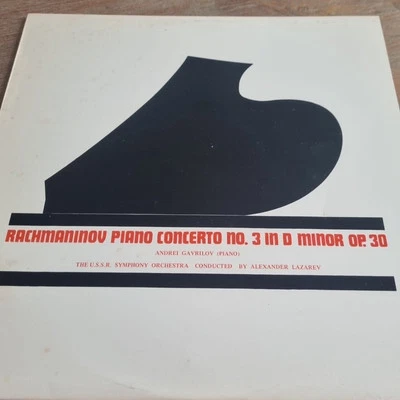 RACHMANINOV PIANO CONCERTO NO. 3 IN D MINOR OP. 30
ANDREI GAVRILOV (PIANO)
THE U.S.S.R. SYMPHONY ORCHESTRA CONDUCTED BY ALEXANDER LAZAREV